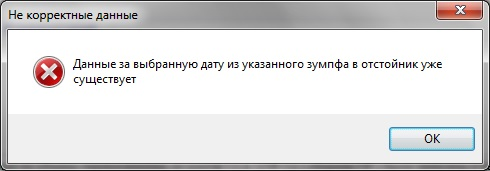 Не корректные данные
Данные за выбранную дату из указанного зумпфа в отстойник уже
существует
OK